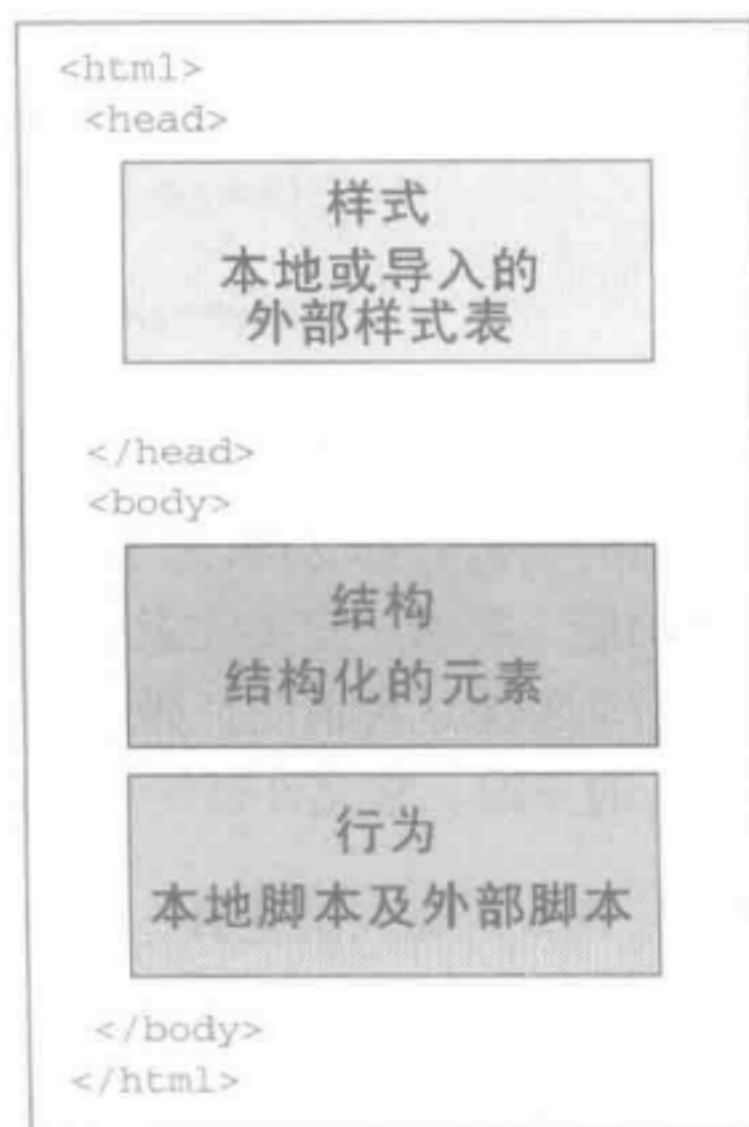 <html>
<head>
样式
本地或导入的
外部样式表
</head>
<body>
结构
结构化的元素
行为
本地脚本及外部脚本
</body>
</html>